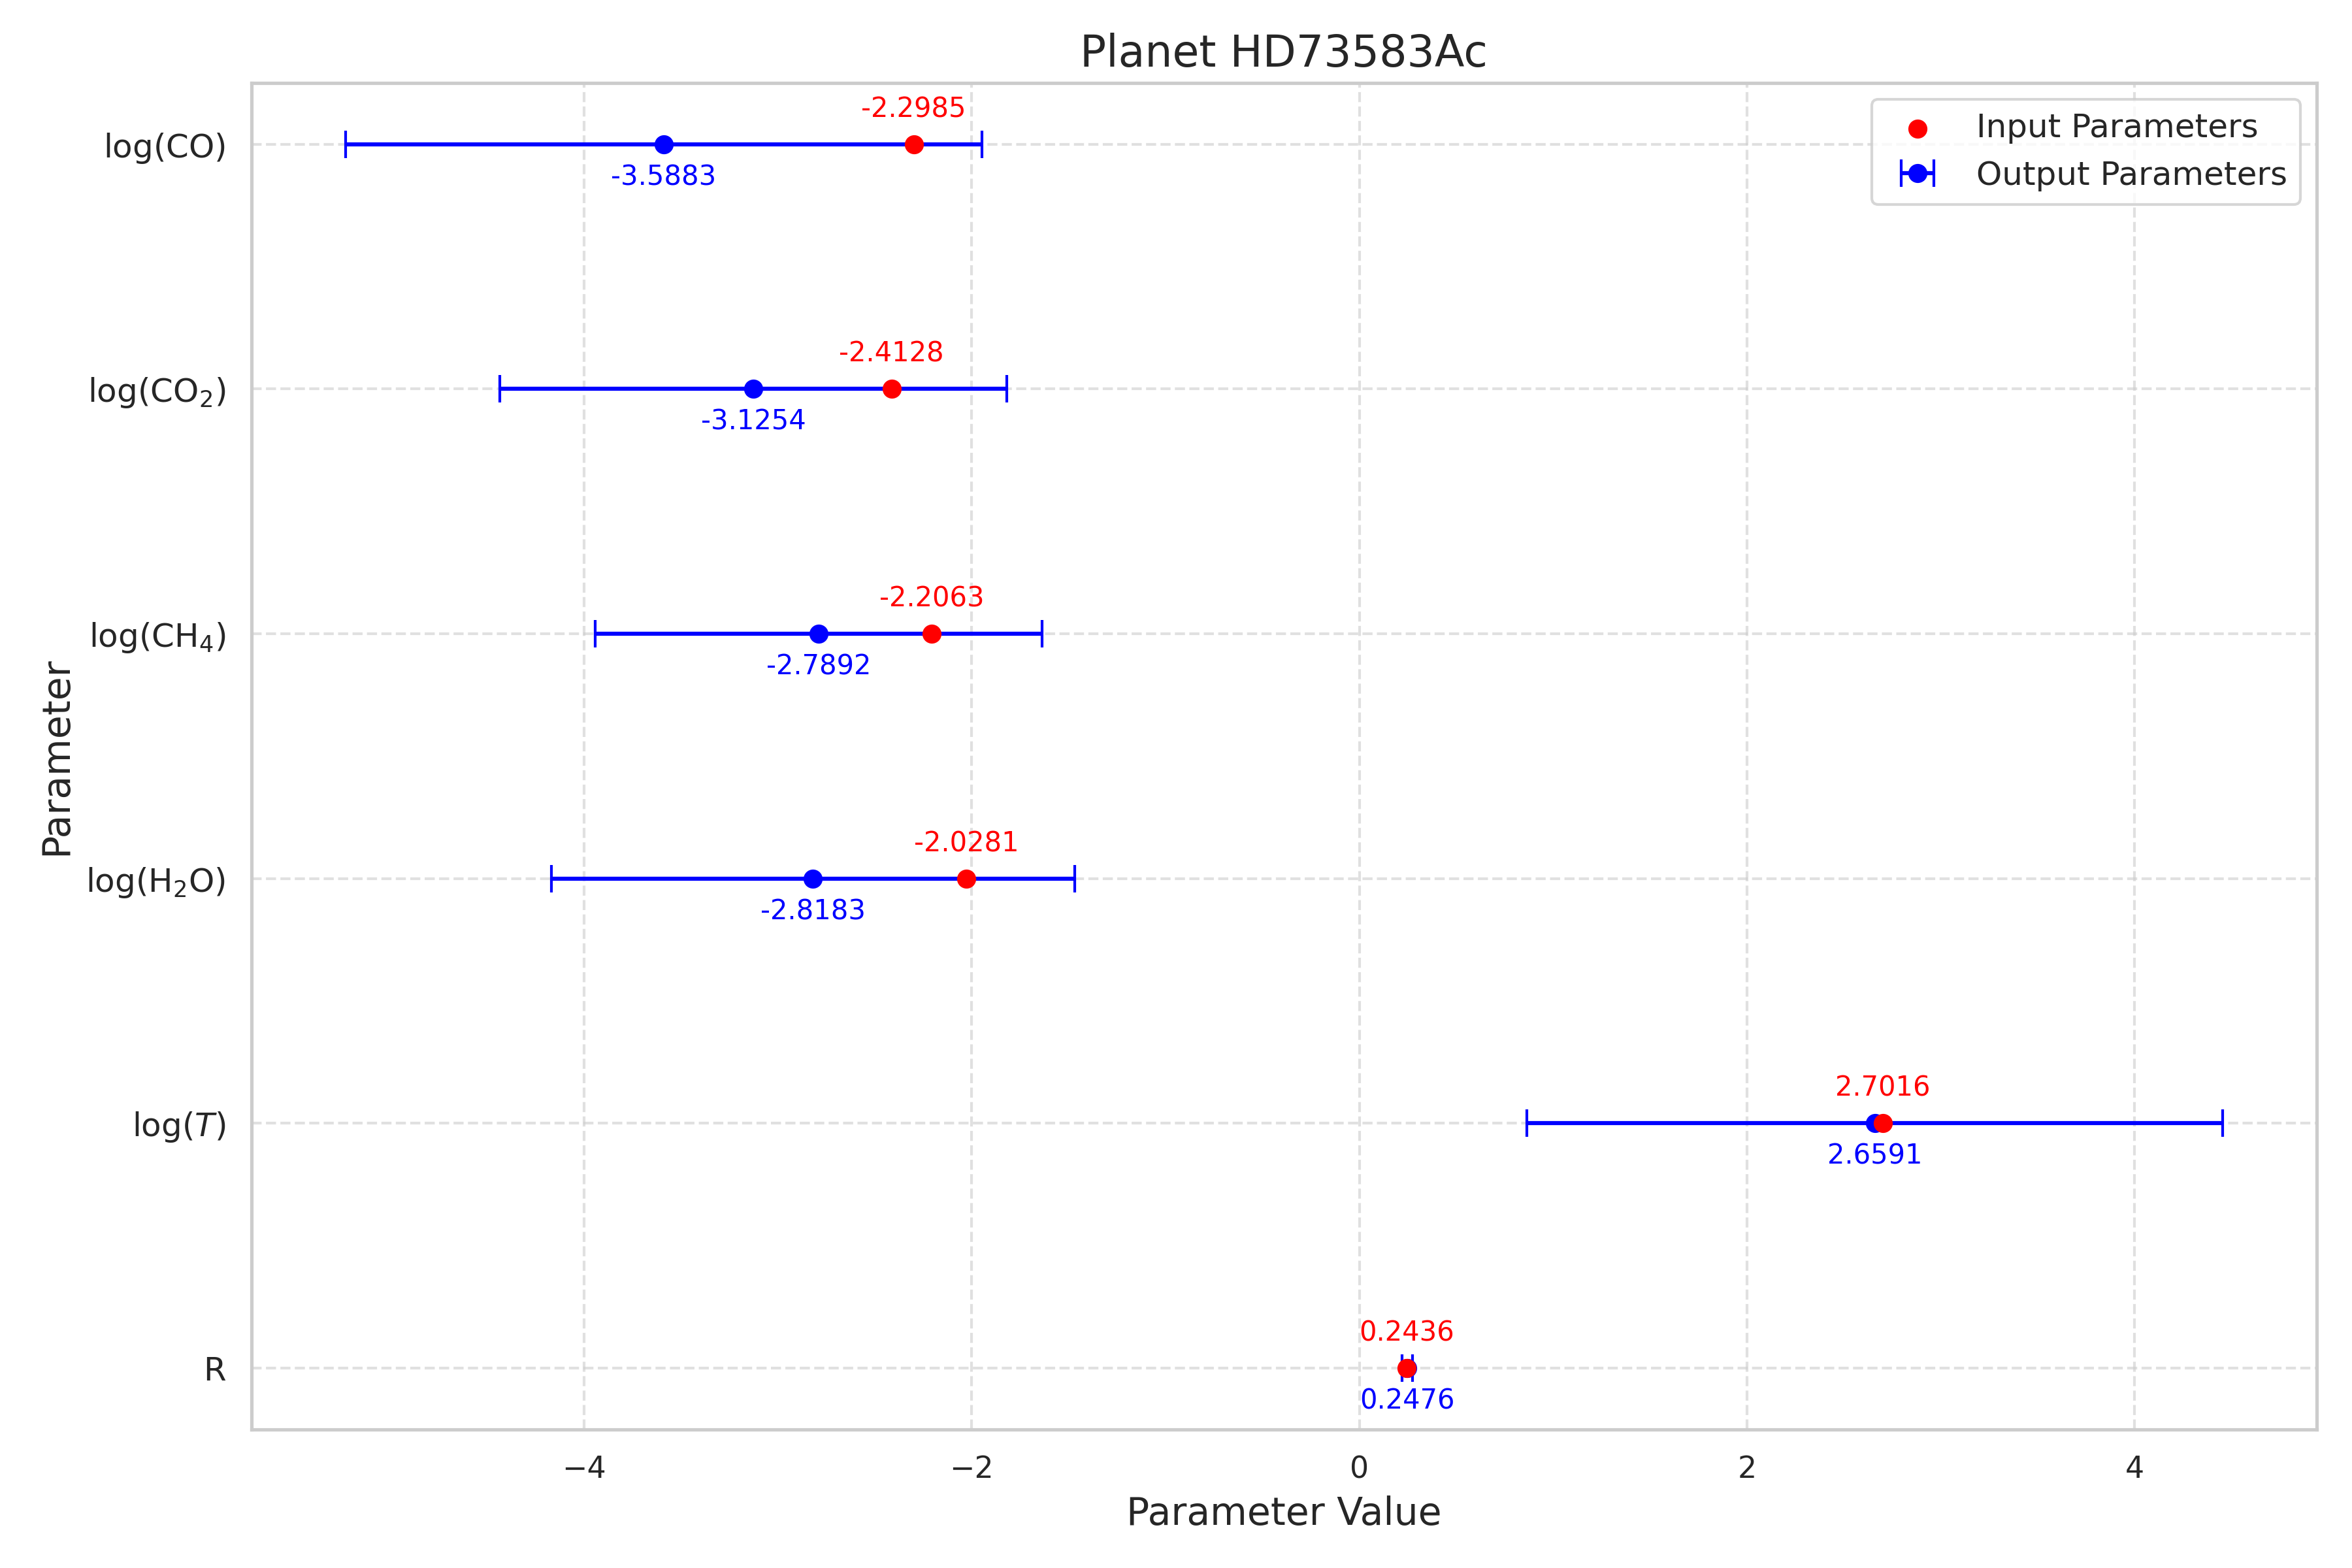 Planet HD73583Ac
Input Parameters
Output Parameters
log(CO)
-2.2985
-3.5883
log(CO₂)
-2.4128
-3.1254
log(CH₄)
-2.2063
-2.7892
log(H₂O)
-2.0281
-2.8183
log(T)
2.7016
2.6591
R
0.2436
0.2476
Parameter
−4 −2 0 2 4
Parameter Value